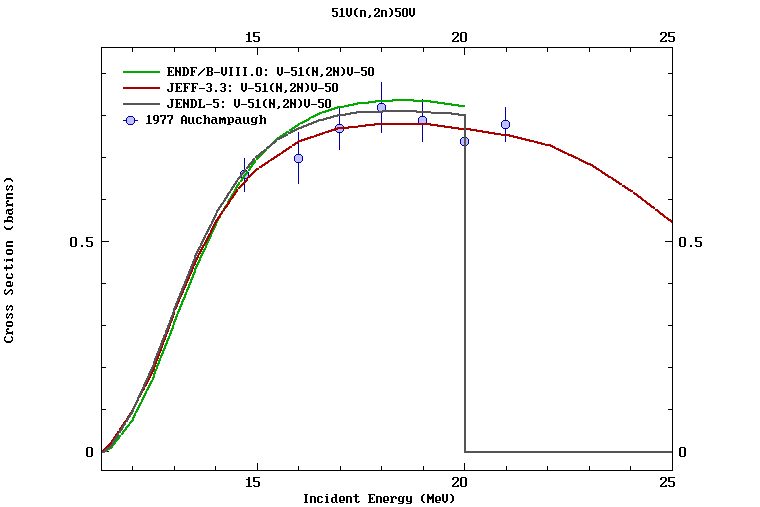 51V(n,2n)50V
15 20 25
ENDF/B-VIII.0: V-51(N,2N)V-50
JEFF-3.3: V-51(N,2N)V-50
JENDL-5: V-51(N,2N)V-50
1977 Auchampaugh
Cross Section (barns)
0.5 0.5
0 0
15 20 25
Incident Energy (MeV)